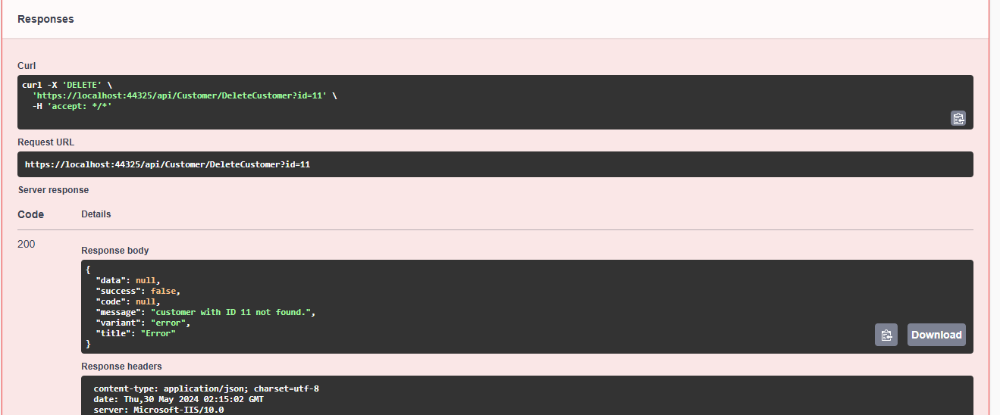 Responses
Curl
curl -X 'DELETE' \
'https://localhost:44325/api/Customer/DeleteCustomer?id=11' \
-H 'accept: */*'
Request URL
https://localhost:44325/api/Customer/DeleteCustomer?id=11
Server response
Code Details
200
Response body
{
"data": null,
"success": false,
"code": null,
"message": "customer with ID 11 not found.",
"variant": "error",
"title": "Error"
}
Download
Response headers
content-type: application/json; charset=utf-8
date: Thu,30 May 2024 02:15:02 GMT
server: Microsoft-IIS/10.0